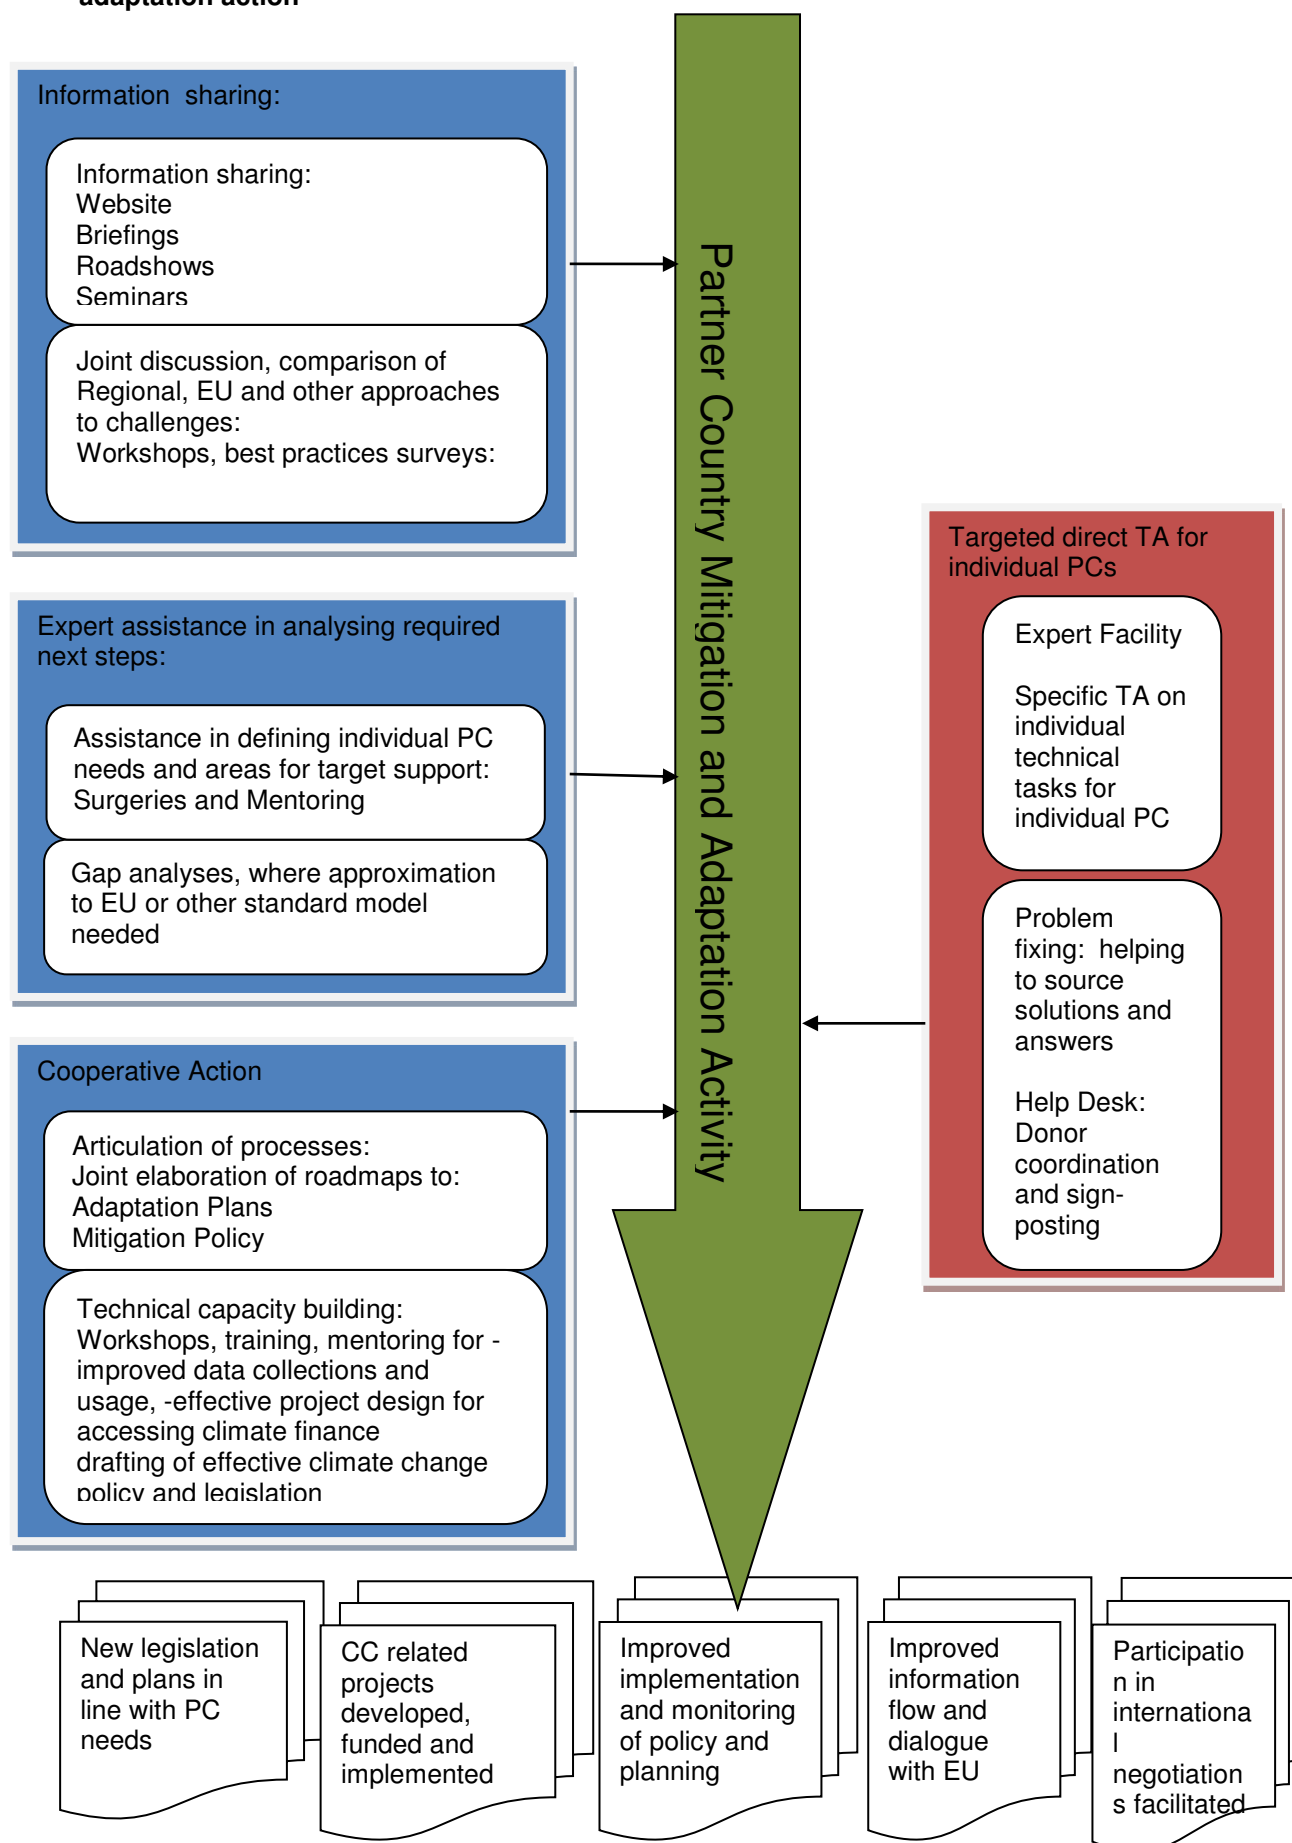 adaptation action
Information sharing:
Information sharing:
Website
Briefings
Roadshows
Seminars
Joint discussion, comparison of
Regional, EU and other approaches
to challenges:
Workshops, best practices surveys:
Expert assistance in analysing required
next steps:
Assistance in defining individual PC
needs and areas for target support:
Surgeries and Mentoring
Gap analyses, where approximation
to EU or other standard model
needed
Cooperative Action
Articulation of processes:
Joint elaboration of roadmaps to:
Adaptation Plans
Mitigation Policy
Technical capacity building:
Workshops, training, mentoring for -
improved data collections and
usage, -effective project design for
accessing climate finance
drafting of effective climate change
policy and legislation
Partner Country Mitigation and Adaptation Activity
Targeted direct TA for
individual PCs
Expert Facility
Specific TA on
individual
technical
tasks for
individual PC
Problem
fixing: helping
to source
solutions and
answers
Help Desk:
Donor
coordination
and sign-
posting
New legislation
and plans in
line with PC
needs
CC related
projects
developed,
funded and
implemented
Improved
implementation
and monitoring
of policy and
planning
Improved
information
flow and
dialogue
with EU
Participatio
n in
internationa
l
negotiation
s facilitated